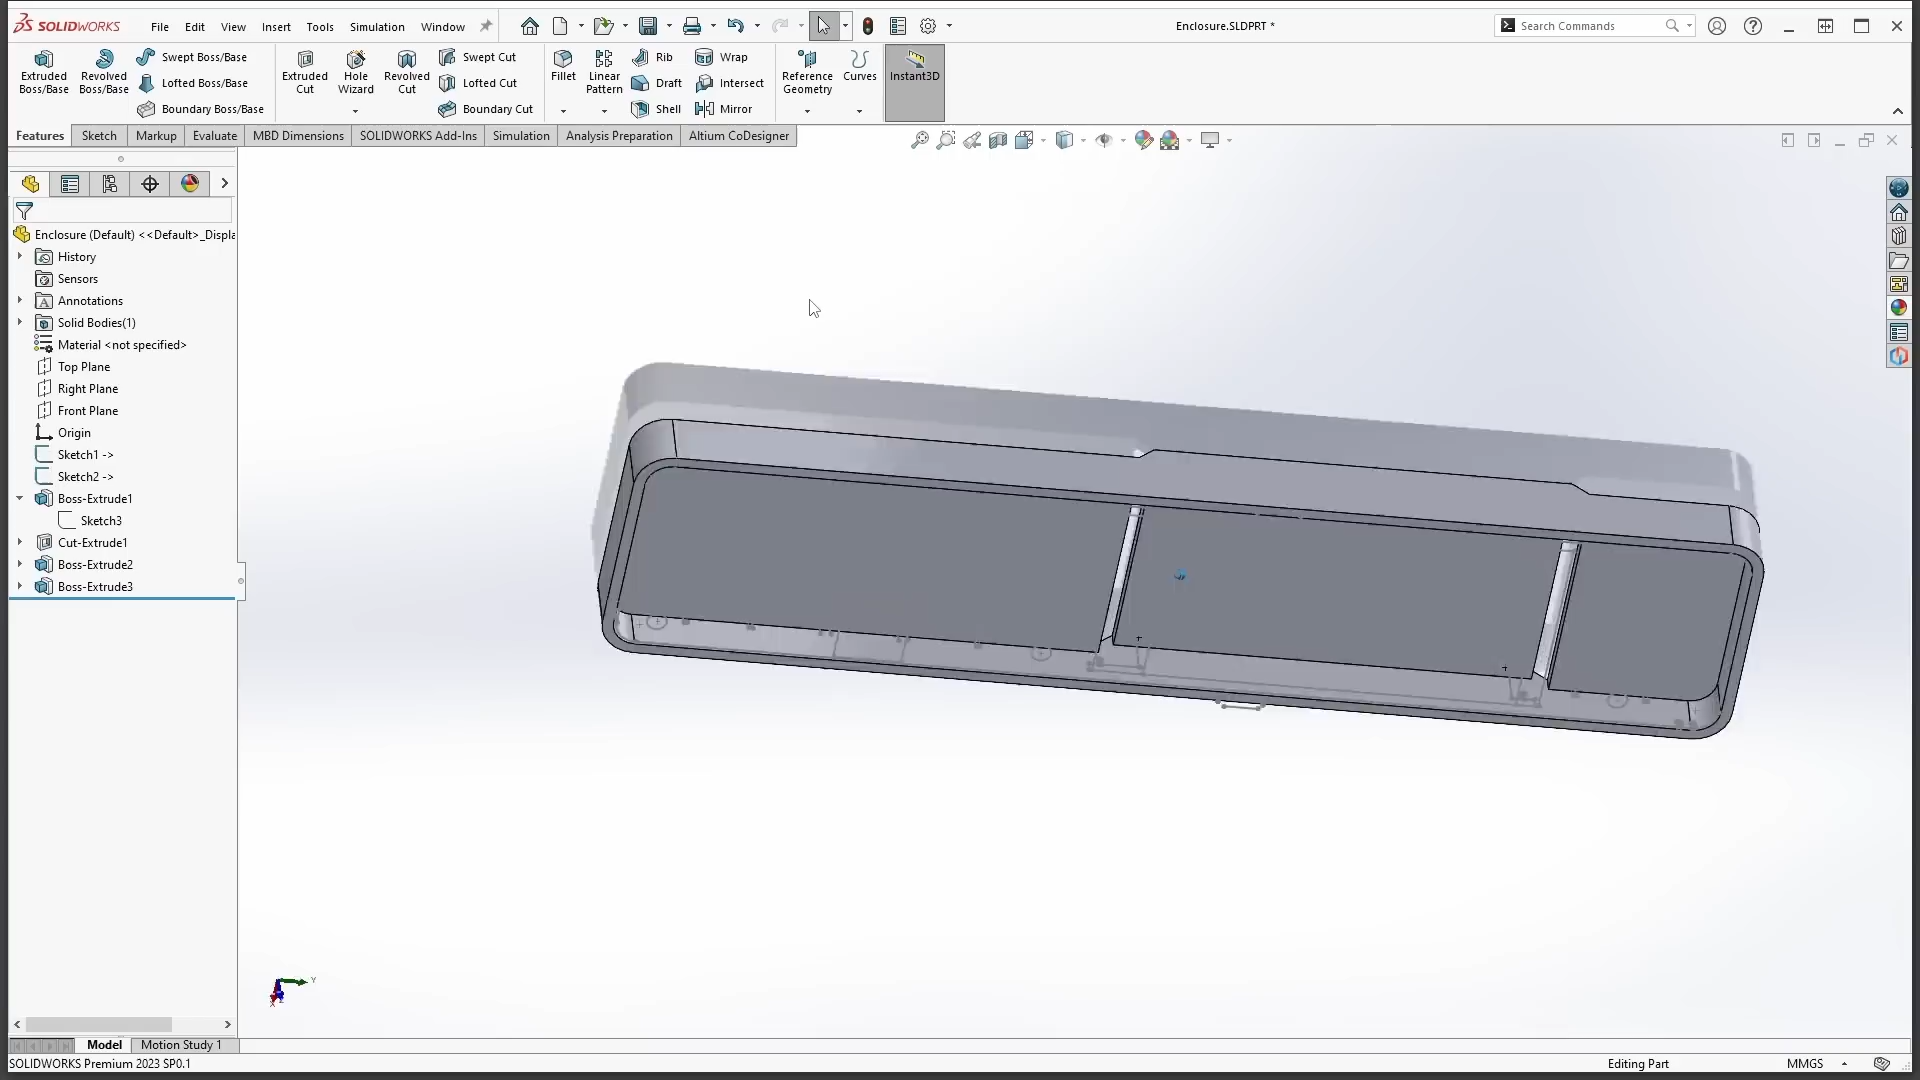 SOLIDWORKS File Edit View Insert Tools Simulation Window
Enclosure.SLDPRT *
Search Commands
Extruded Boss/Base
Revolved Boss/Base
Swept Boss/Base
Lofted Boss/Base
Boundary Boss/Base
Extruded Cut
Hole Wizard
Revolved Cut
Swept Cut
Lofted Cut
Boundary Cut
Fillet
Linear Pattern
Rib
Draft
Shell
Wrap
Intersect
Mirror
Reference Geometry
Curves
Instant3D
Features Sketch Markup Evaluate MBD Dimensions SOLIDWORKS Add-Ins Simulation Analysis Preparation Altium CoDesigner
Enclosure (Default) <<Default>_Displa
History
Sensors
Annotations
Solid Bodies(1)
Material <not specified>
Top Plane
Right Plane
Front Plane
Origin
Sketch1 ->
Sketch2 ->
Boss-Extrude1
Sketch3
Cut-Extrude1
Boss-Extrude2
Boss-Extrude3
Y
X
Z
Model Motion Study 1
SOLIDWORKS Premium 2023 SP0.1
Editing Part
MMGS